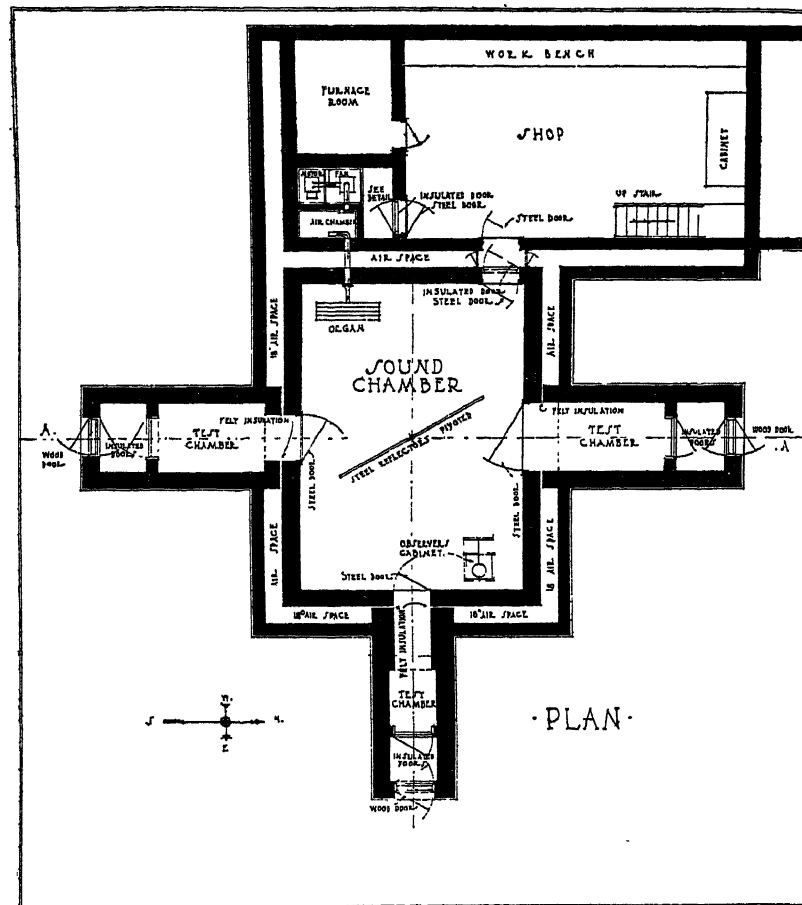 WORK BENCH
FURNACE
ROOM
SHOP
CABINET
MOTOR
FAN
SEE
DETAIL
INSULATED DOOR
STEEL DOOR
UP STAIR
STEEL DOOR
AIR CHAMBER
AIR SPACE
INSULATED DOOR
STEEL DOOR
ORGAN
18" AIR SPACE
AIR SPACE
SOUND
CHAMBER
A.
FELT INSULATION
FELT INSULATION
TEST
CHAMBER
TEST
CHAMBER
INSULATED
DOORS
INSULATED
DOORS
WOOD
DOOR
WOOD DOOR
A
STEEL REFLECTORS PIVOTED
STEEL DOOR
STEEL DOOR
AIR SPACE
18 AIR SPACE
OBSERVERS
CABINET
STEEL DOOR
18" AIR SPACE
18" AIR SPACE
FELT INSULATION
TEST
CHAMBER
INSULATED
DOORS
WOOD DOOR
W.
S
N.
E
· PLAN ·